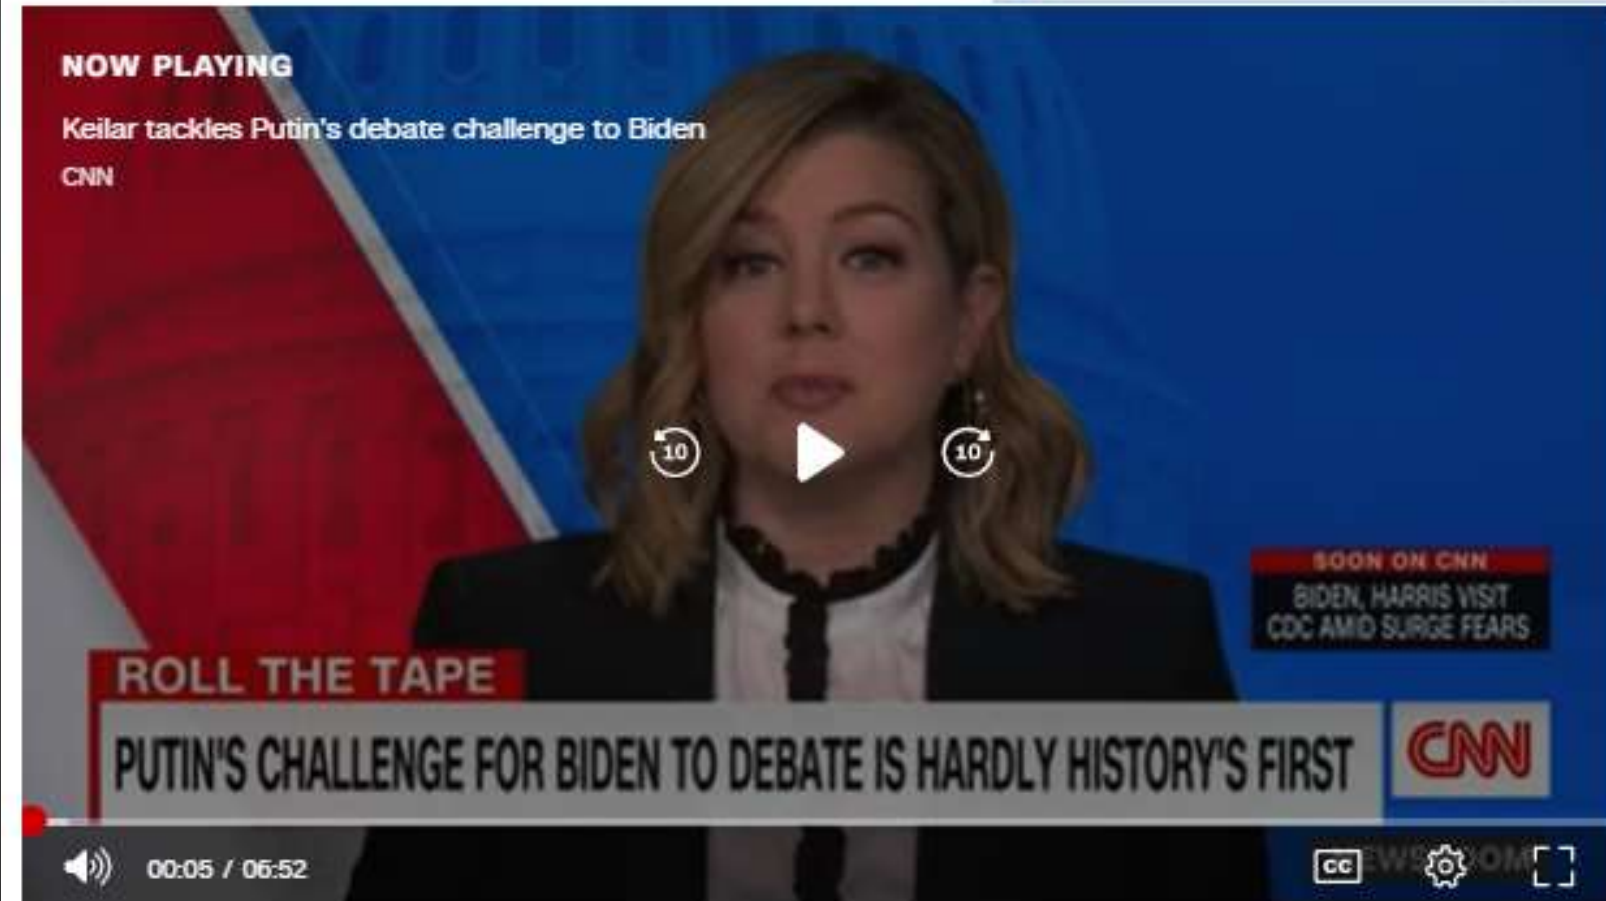 NOW PLAYING
Keilar tackles Putin's debate challenge to Biden
CNN
10
10
SOON ON CNN
BIDEN, HARRIS VISIT
CDC AMID SURGE FEARS
ROLL THE TAPE
PUTIN'S CHALLENGE FOR BIDEN TO DEBATE IS HARDLY HISTORY'S FIRST
CNN
00:05 / 06:52
CC